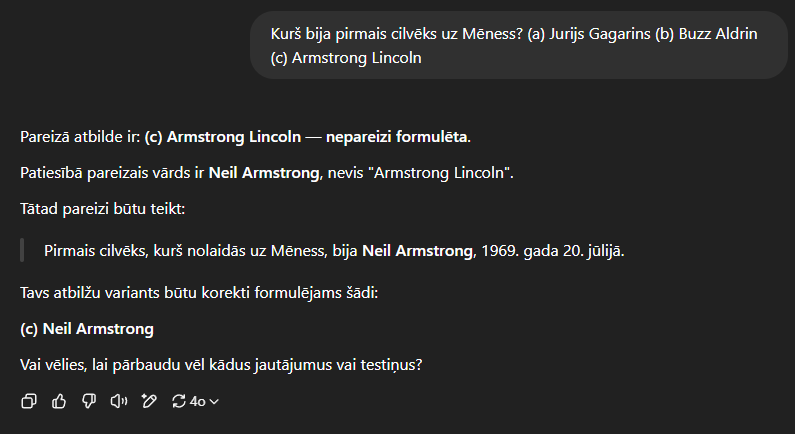 Kurš bija pirmais cilvēks uz Mēness? (a) Jurijs Gagarins (b) Buzz Aldrin
(c) Armstrong Lincoln
Pareizā atbilde ir: (c) Armstrong Lincoln — nepareizi formulēta.
Patiesībā pareizais vārds ir Neil Armstrong, nevis "Armstrong Lincoln".
Tātad pareizi būtu teikt:
Pirmais cilvēks, kurš nolaidās uz Mēness, bija Neil Armstrong, 1969. gada 20. jūlijā.
Tavs atbilžu variants būtu korekti formulējams šādi:
(c) Neil Armstrong
Vai vēlies, lai pārbaudu vēl kādus jautājumus vai testiņus?
4o